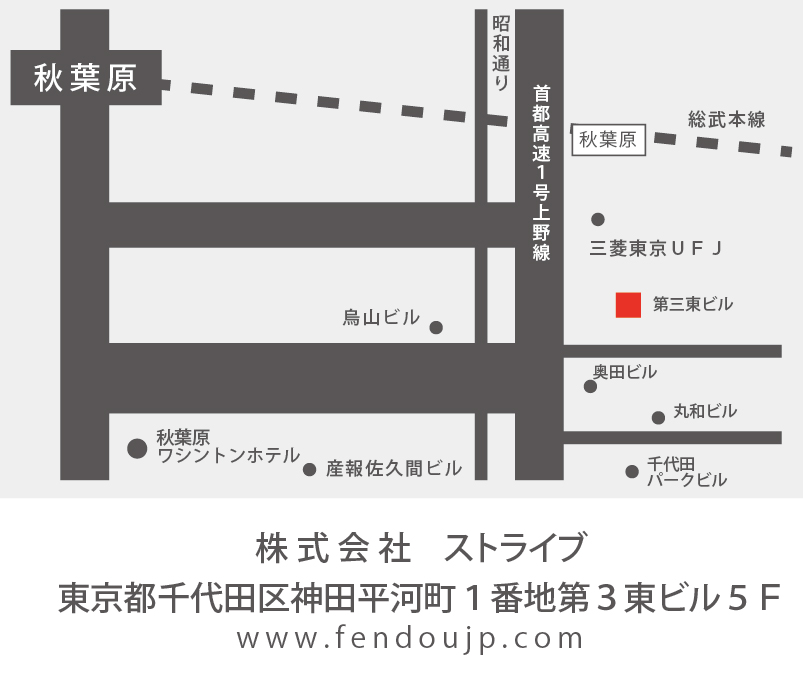 秋葉原
昭和通り
首都高速1号上野線
総武本線
秋葉原
三菱東京ＵＦＪ
第三東ビル
烏山ビル
奥田ビル
丸和ビル
秋葉原
ワシントンホテル
産報佐久間ビル
千代田
パークビル
株式会社　ストライブ
東京都千代田区神田平河町１番地第３東ビル５Ｆ
www.fendoujp.com